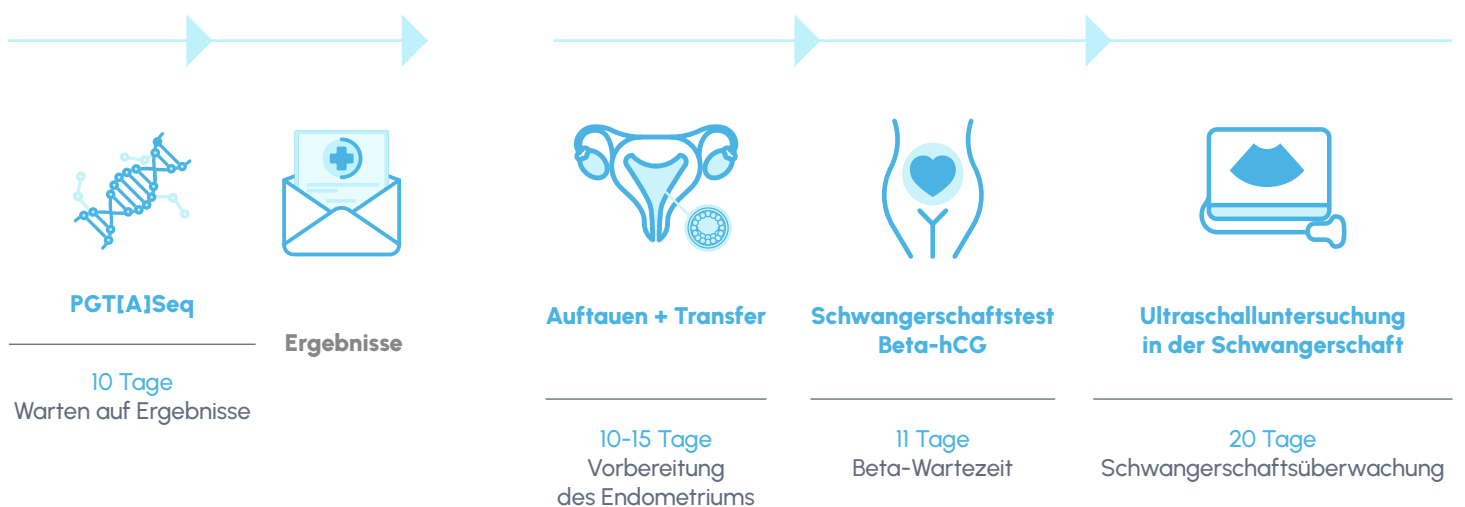 PGT[A]Seq
10 Tage
Warten auf Ergebnisse
Ergebnisse
Auftauen + Transfer
10-15 Tage
Vorbereitung
des Endometriums
Schwangerschaftstest
Beta-hCG
11 Tage
Beta-Wartezeit
Ultraschalluntersuchung
in der Schwangerschaft
20 Tage
Schwangerschaftsüberwachung